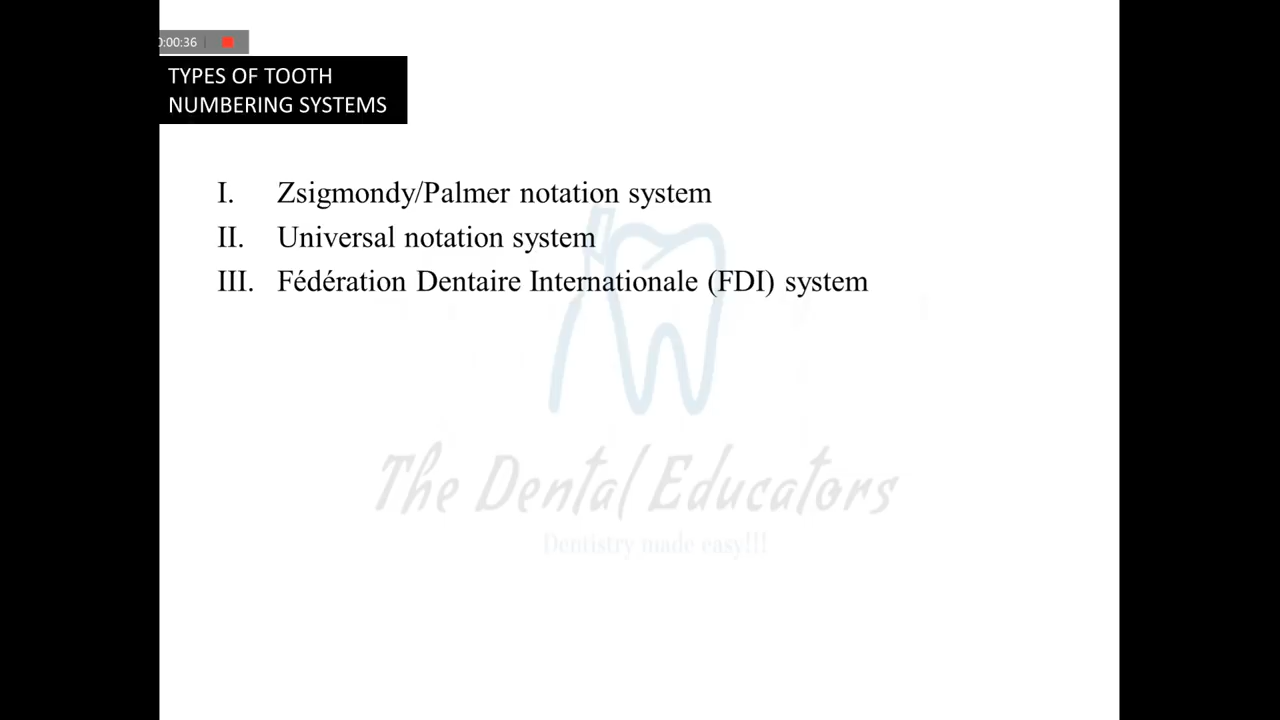 0:00:36
TYPES OF TOOTH
NUMBERING SYSTEMS
I. Zsigmondy/Palmer notation system
II. Universal notation system
III. Fédération Dentaire Internationale (FDI) system
The Dental Educators
Dentistry made easy!!!